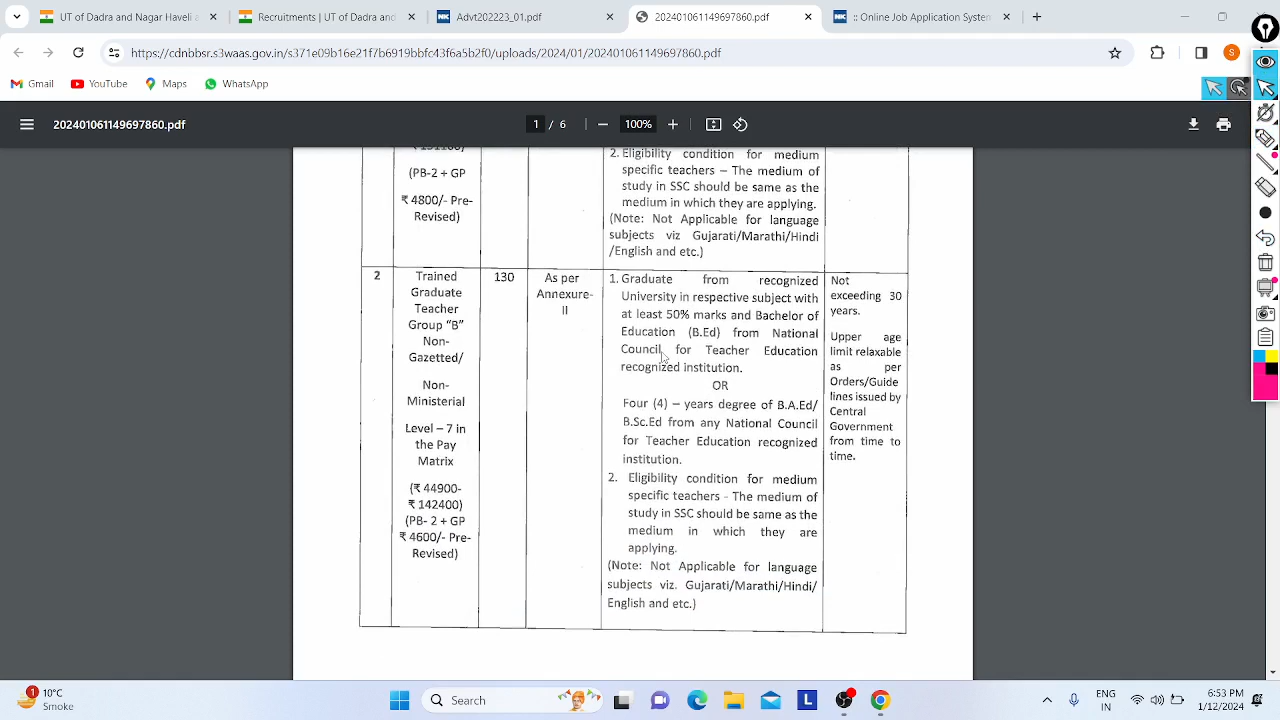 UT of Dadra and Nagar Haveli a
Recruitment | UT of Dadra and
2024010611496978​60.pdf
:: Online Job Application System
https://cdnbbsr.s3waas.gov.in/s371e09b16e21f7b6919bbfc43f6a5b2f0/uploads/2024/01/202401061149697860.pdf
S
Gmail
YouTube
Maps
WhatsApp
202401061149697860.pdf
1 / 6
100%
(PB-2 + GP
₹ 4800/- Pre-
Revised)
2. Eligibility condition for medium
specific teachers – The medium of
study in SSC should be same as the
medium in which they are applying.
(Note: Not Applicable for language
subjects viz Gujarati/Marathi/Hindi
/English and etc.)
2
Trained
Graduate
Teacher
Group “B”
Non-
Gazetted/
Non-
Ministerial
Level – 7 in
the Pay
Matrix
(₹ 44900-
₹ 142400)
(PB- 2 + GP
₹ 4600/- Pre-
Revised)
130
As per
Annexure-
II
1. Graduate from recognized
University in respective subject with
at least 50% marks and Bachelor of
Education (B.Ed) from National
Council for Teacher Education
recognized institution.
OR
Four (4) – years degree of B.A.Ed/
B.Sc.Ed from any National Council
for Teacher Education recognized
institution.
2. Eligibility condition for medium
specific teachers - The medium of
study in SSC should be same as the
medium in which they are
applying.
(Note: Not Applicable for language
subjects viz. Gujarati/Marathi/Hindi/
English and etc.)
Not
exceeding 30
years.
Upper age
limit relaxable
as per
Orders/Guide
lines issued by
Central
Government
from time to
time.
1
10°C
Smoke
Search
L
ENG
IN
6:53 PM
1/12/2024